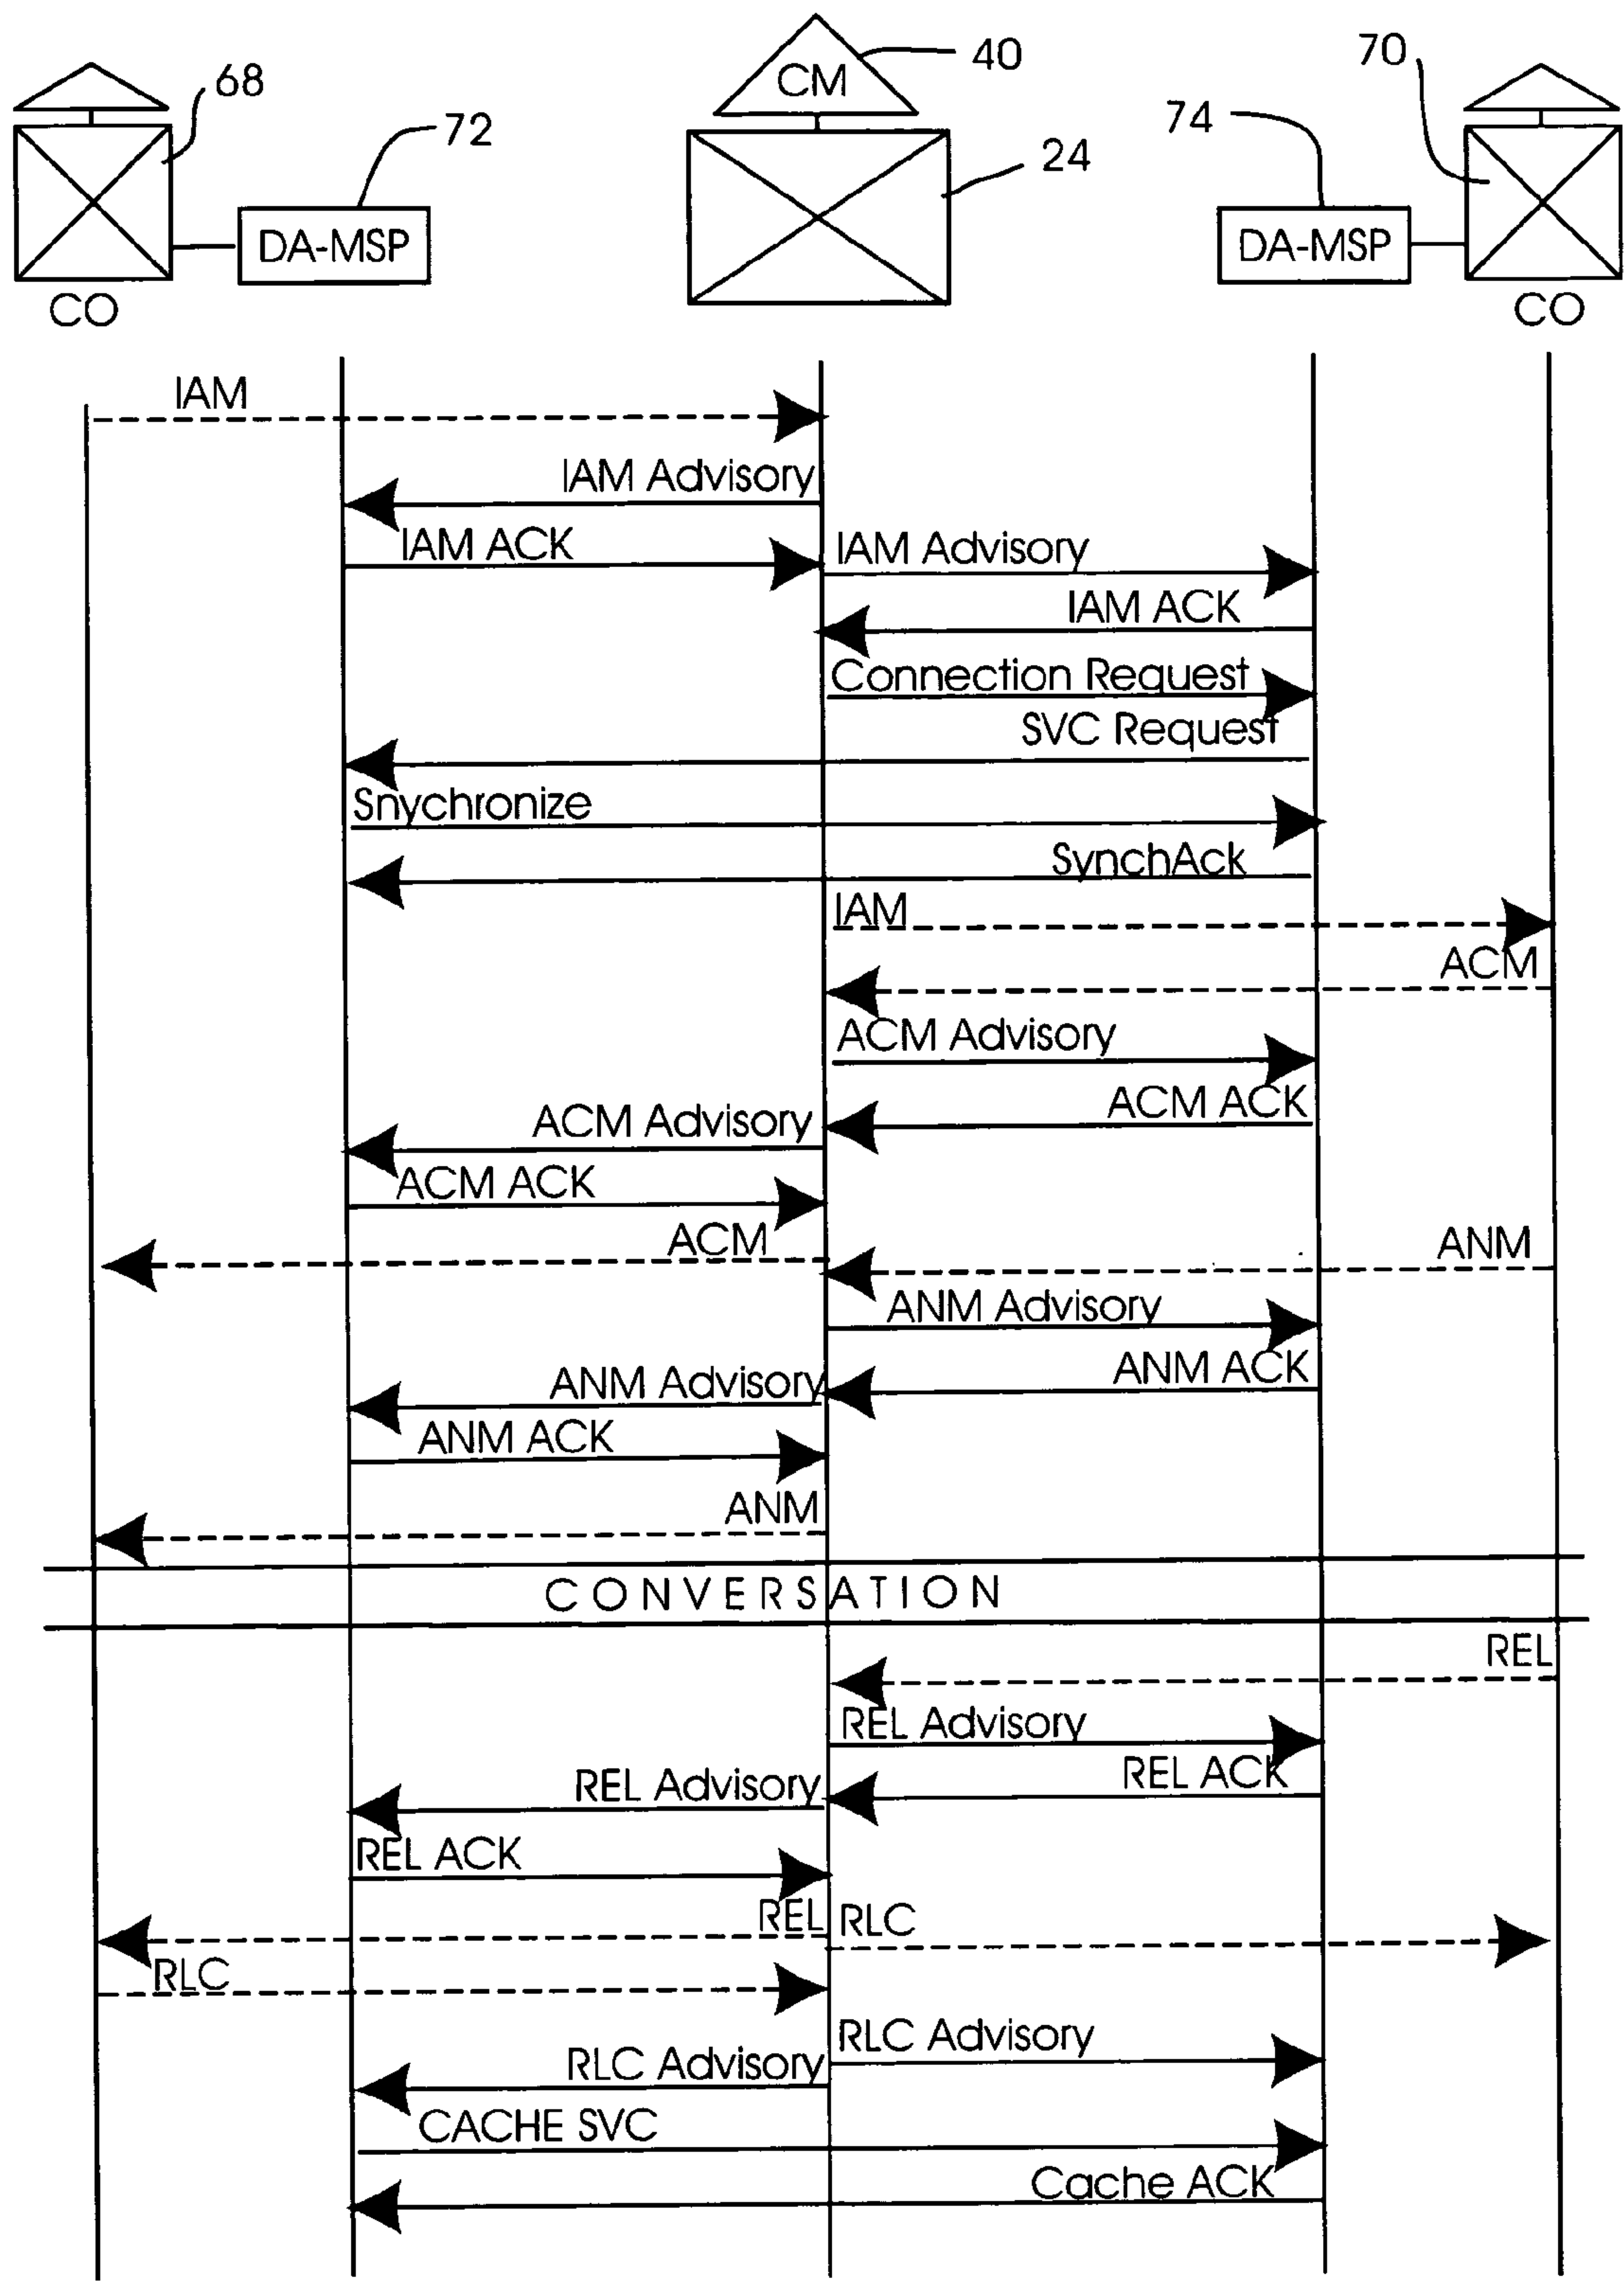 68
72
CM
40
24
74
70
DA-MSP
DA-MSP
CO
CO
IAM
IAM Advisory
IAM ACK
IAM Advisory
IAM ACK
Connection Request
SVC Request
Snychronize
SynchAck
IAM
ACM
ACM Advisory
ACM ACK
ACM Advisory
ACM ACK
ACM
ANM
ANM Advisory
ANM ACK
ANM Advisory
ANM ACK
ANM
CONVERSATION
REL
REL Advisory
REL ACK
REL Advisory
REL ACK
REL
RLC
RLC
RLC Advisory
RLC Advisory
CACHE SVC
Cache ACK